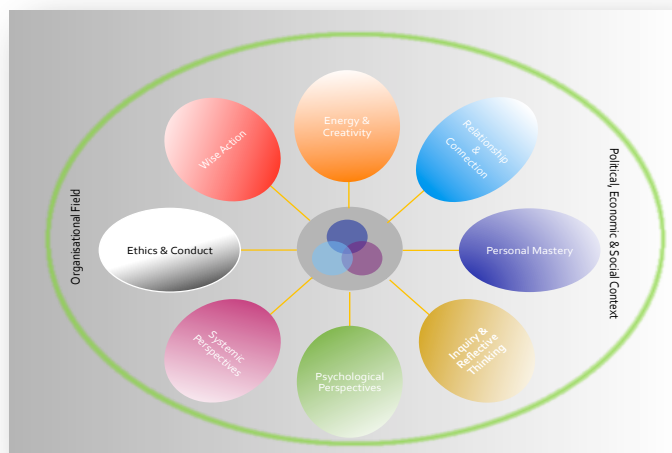 Energy &
Creativity
Relationship
&
Connection
Wise Action
Political, Economic & Social Context
Organisational Field
Ethics & Conduct
Personal Mastery
Systemic
Perspectives
Inquiry &
Reflective
Thinking
Psychological
Perspectives